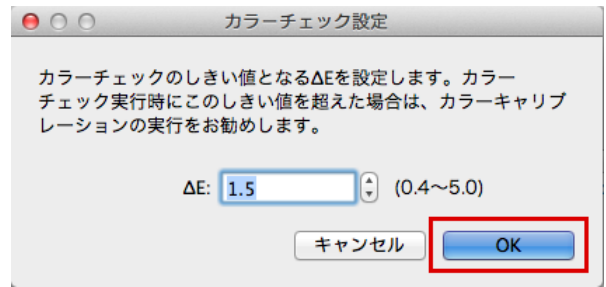 カラーチェック設定
カラーチェックのしきい値となるΔEを設定します。カラー
チェック実行時にこのしきい値を超えた場合は、カラーキャリブ
レーションの実行をお勧めします。
ΔE: 1.5 (0.4〜5.0)
キャンセル OK